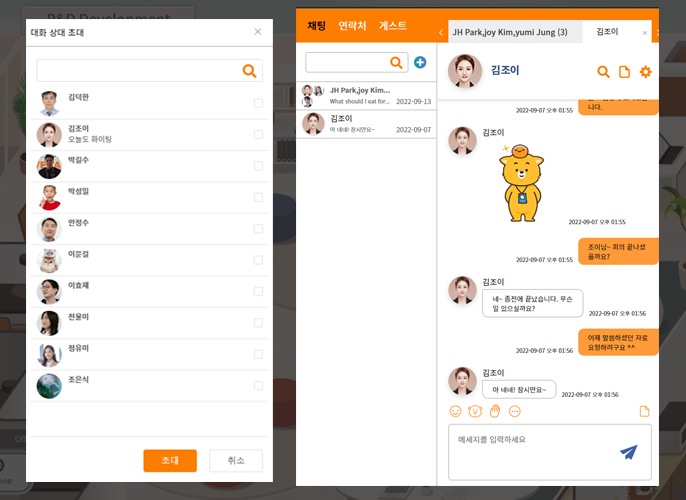 R&D Development
대화 상대 초대
김덕한
김조이
오늘도 화이팅
박길수
박성일
안정수
이문걸
이효재
전윤미
정유미
조은식
초대
취소
채팅
연락처
게스트
JH Park,joy Kim...
What should I eat for...
2022-09-13
김조이
아 네네! 잠시만요~
2022-09-07
JH Park,joy Kim,yumi Jung (3)
김조이
김조이
니다.
2022-09-07 오후 01:55
김조이
2022-09-07 오후 01:55
조이님~ 회의 끝나셨
을까요?
2022-09-07 오후 01:55
김조이
네~ 좀전에 끝났습니다. 무슨
일 있으실까요?
2022-09-07 오후 01:56
어제 말씀하셨던 자료
요청하려구요 ^^
2022-09-07 오후 01:56
김조이
아 네네! 잠시만요~
2022-09-07 오후 01:56
메세지를 입력하세요